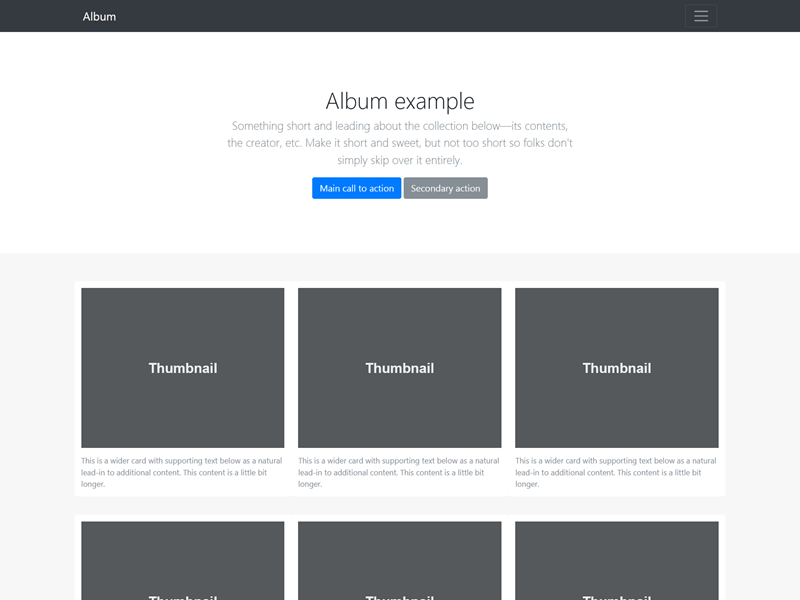 Album
Album example
Something short and leading about the collection below—its contents,
the creator, etc. Make it short and sweet, but not too short so folks don't
simply skip over it entirely.
Main call to action Secondary action
Thumbnail Thumbnail Thumbnail
This is a wider card with supporting text below as a natural
lead-in to additional content. This content is a little bit
longer.
This is a wider card with supporting text below as a natural
lead-in to additional content. This content is a little bit
longer.
This is a wider card with supporting text below as a natural
lead-in to additional content. This content is a little bit
longer.
Thumbnail Thumbnail Thumbnail